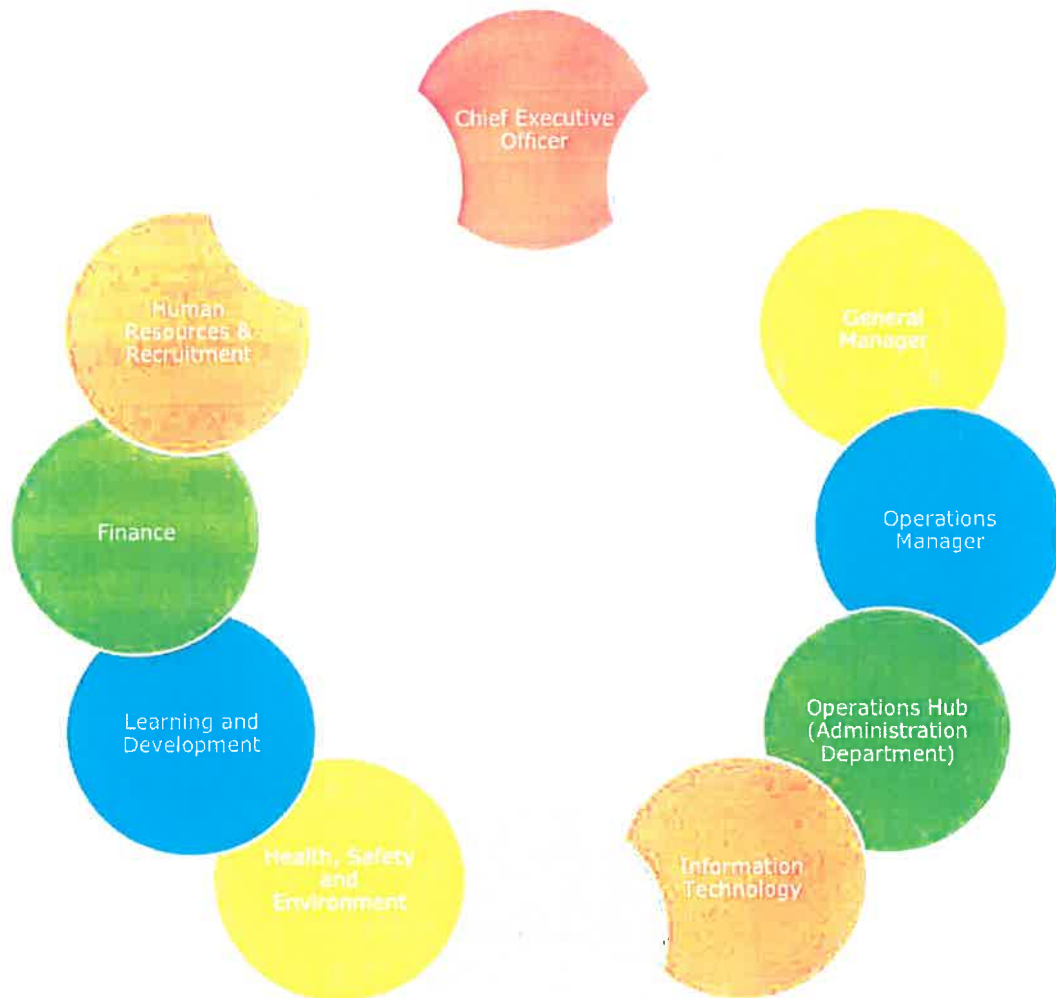 Chief Executive
Officer
General
Manager
Operations
Manager
Operations Hub
(Administration
Department)
Information
Technology
Health, Safety
and
Environment
Learning and
Development
Finance
Human
Resources &
Recruitment